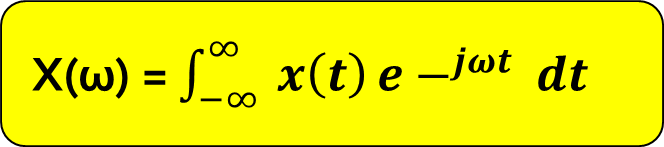 X(ω) = ∫_{−∞}^{∞} x(t) e −^{jωt} dt